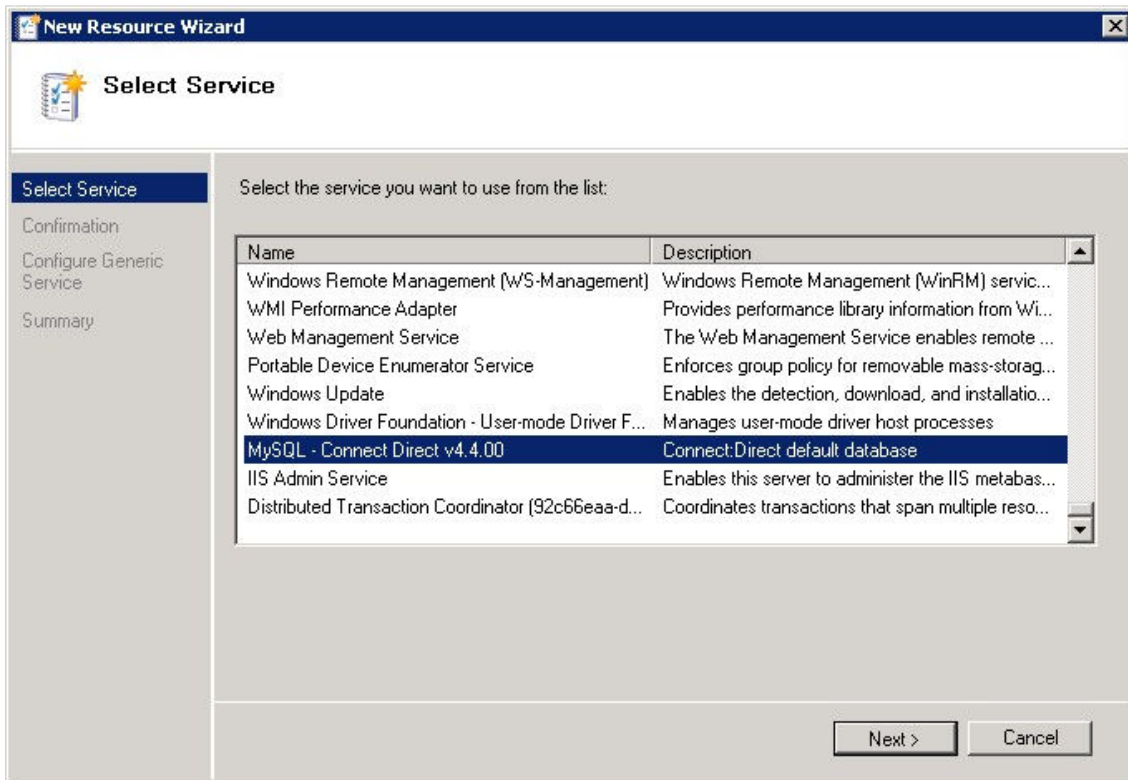 New Resource Wizard
Select Service
Select Service
Confirmation
Configure Generic
Service
Summary
Select the service you want to use from the list:
Name Description
Windows Remote Management (WS-Management) Windows Remote Management (WinRM) servic...
WMI Performance Adapter Provides performance library information from Wi...
Web Management Service The Web Management Service enables remote ...
Portable Device Enumerator Service Enforces group policy for removable mass-storag...
Windows Update Enables the detection, download, and installatio...
Windows Driver Foundation - User-mode Driver F... Manages user-mode driver host processes
MySQL - Connect Direct v4.4.00 Connect:Direct default database
IIS Admin Service Enables this server to administer the IIS metabas...
Distributed Transaction Coordinator (92c66eaa-d... Coordinates transactions that span multiple reso...
Next >
Cancel